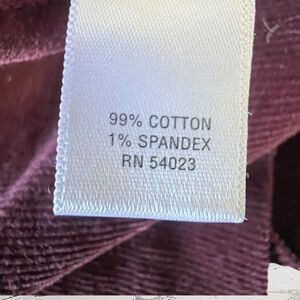 99% COTTON
1% SPANDEX
RN 54023